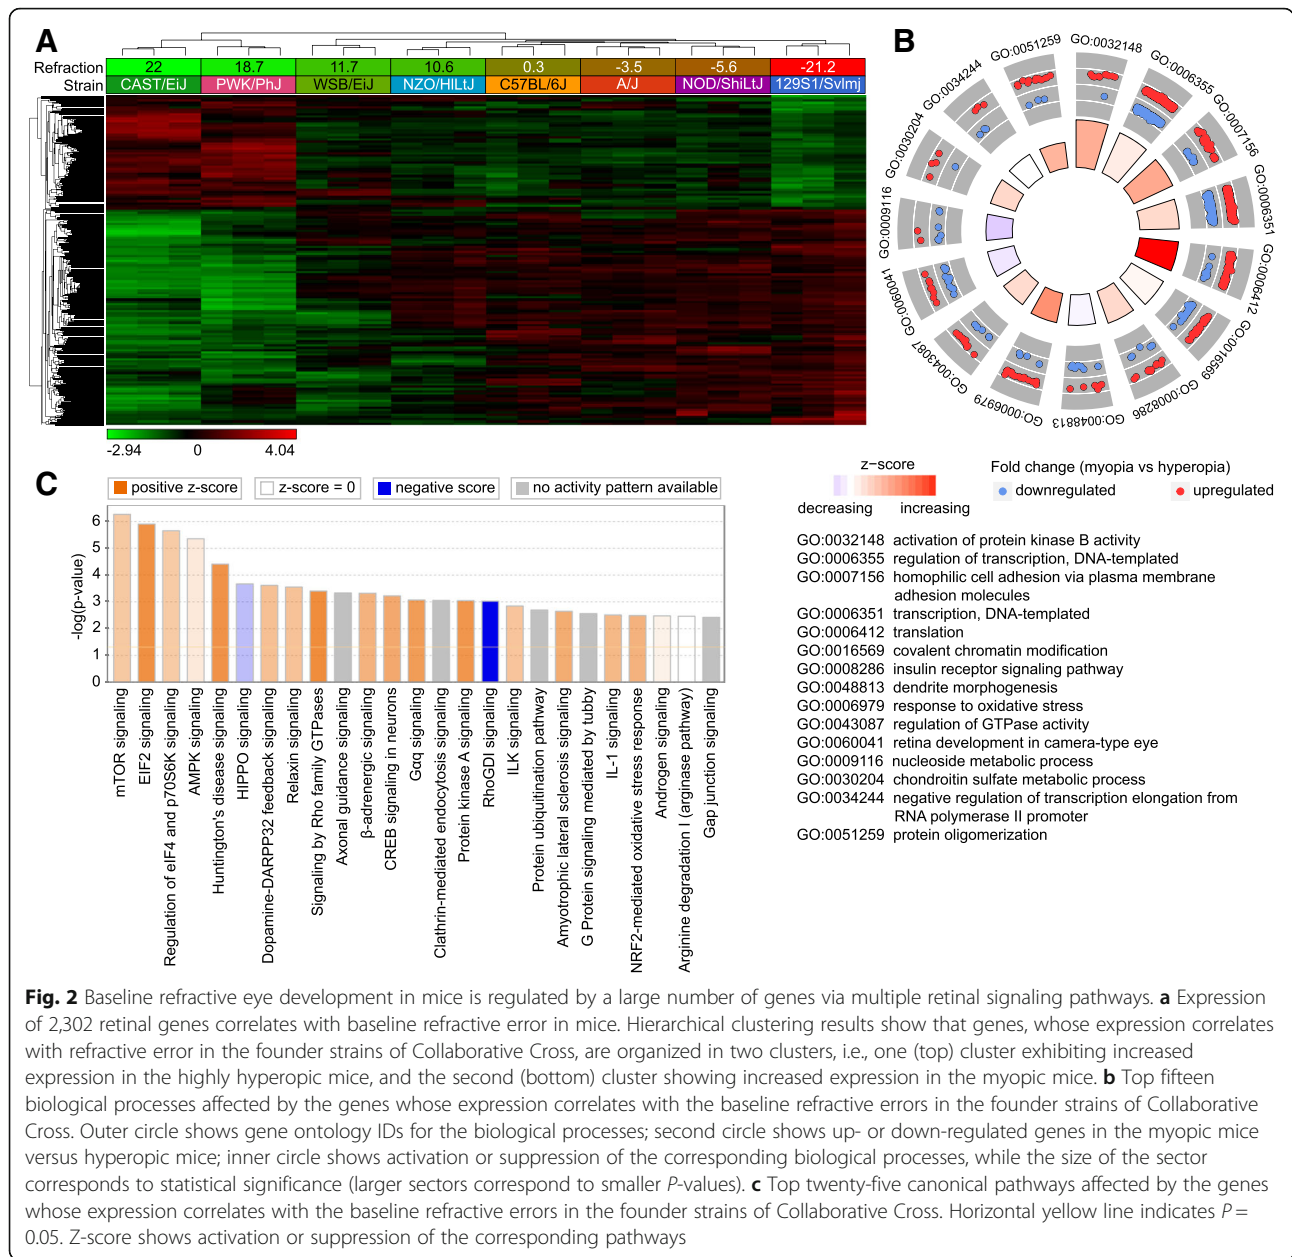 A
Refraction 22 18.7 11.7 10.6 0.3 -3.5 -5.6 -21.2
Strain CAST/EiJ PWK/PhJ WSB/EiJ NZO/HlLtJ C57BL/6J A/J NOD/ShiLtJ 129S1/SvImj
-2.94 0 4.04
B
GO:0032148
GO:0006355
GO:0007156
GO:0006351
GO:0006412
GO:0016569
GO:0008286
GO:0048813
GO:0006979
GO:0043087
GO:0060041
GO:0009116
GO:0030204
GO:0034244
GO:0051259
z-score
decreasing increasing
Fold change (myopia vs hyperopia)
downregulated upregulated
GO:0032148 activation of protein kinase B activity
GO:0006355 regulation of transcription, DNA-templated
GO:0007156 homophilic cell adhesion via plasma membrane
adhesion molecules
GO:0006351 transcription, DNA-templated
GO:0006412 translation
GO:0016569 covalent chromatin modification
GO:0008286 insulin receptor signaling pathway
GO:0048813 dendrite morphogenesis
GO:0006979 response to oxidative stress
GO:0043087 regulation of GTPase activity
GO:0060041 retina development in camera-type eye
GO:0009116 nucleoside metabolic process
GO:0030204 chondroitin sulfate metabolic process
GO:0034244 negative regulation of transcription elongation from
RNA polymerase II promoter
GO:0051259 protein oligomerization
C
positive z-score z-score = 0 negative score no activity pattern available
-log(p-value)
6
5
4
3
2
1
0
mTOR signaling
EIF2 signaling
Regulation of eIF4 and p70S6K signaling
AMPK signaling
Huntington's disease signaling
HIPPO signaling
Dopamine-DARPP32 feedback signaling
Relaxin signaling
Signaling by Rho family GTPases
Axonal guidance signaling
β-adrenergic signaling
CREB signaling in neurons
Gαq signaling
Clathrin-mediated endocytosis signaling
Protein kinase A signaling
RhoGDI signaling
ILK signaling
Protein ubiquitination pathway
Amyotrophic lateral sclerosis signaling
G Protein signaling mediated by tubby
IL-1 signaling
NRF2-mediated oxidative stress response
Androgen signaling
Arginine degradation I (arginase pathway)
Gap junction signaling
Fig. 2 Baseline refractive eye development in mice is regulated by a large number of genes via multiple retinal signaling pathways. a Expression
of 2,302 retinal genes correlates with baseline refractive error in mice. Hierarchical clustering results show that genes, whose expression correlates
with refractive error in the founder strains of Collaborative Cross, are organized in two clusters, i.e., one (top) cluster exhibiting increased
expression in the highly hyperopic mice, and the second (bottom) cluster showing increased expression in the myopic mice. b Top fifteen
biological processes affected by the genes whose expression correlates with the baseline refractive errors in the founder strains of Collaborative
Cross. Outer circle shows gene ontology IDs for the biological processes; second circle shows up- or down-regulated genes in the myopic mice
versus hyperopic mice; inner circle shows activation or suppression of the corresponding biological processes, while the size of the sector
corresponds to statistical significance (larger sectors correspond to smaller P-values). c Top twenty-five canonical pathways affected by the genes
whose expression correlates with the baseline refractive errors in the founder strains of Collaborative Cross. Horizontal yellow line indicates P =
0.05. Z-score shows activation or suppression of the corresponding pathways